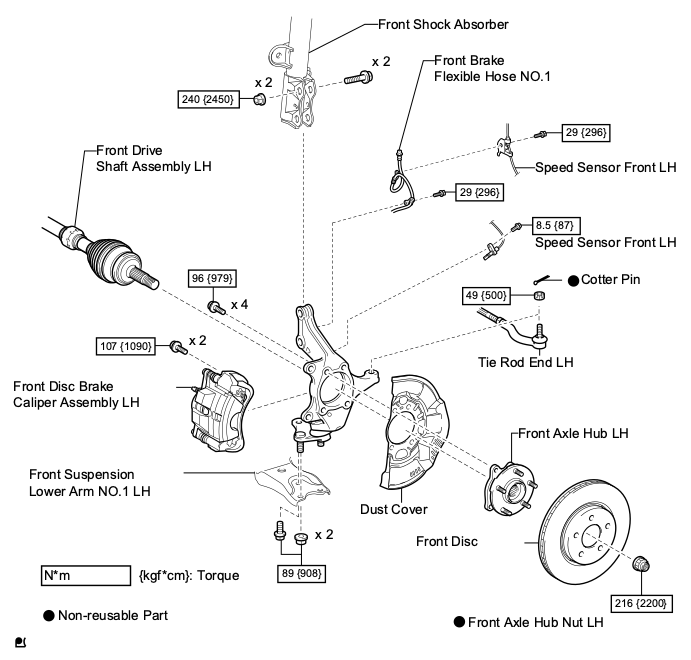 Front Shock Absorber
x 2
Front Brake
Flexible Hose NO.1
x 2
240 {2450}
29 {296}
Front Drive
Shaft Assembly LH
Speed Sensor Front LH
29 {296}
8.5 {87}
Speed Sensor Front LH
96 {979}
x 4
Cotter Pin
49 {500}
107 {1090}
x 2
Tie Rod End LH
Front Disc Brake
Caliper Assembly LH
Front Axle Hub LH
Front Suspension
Lower Arm NO.1 LH
Dust Cover
x 2
Front Disc
N*m
{kgf*cm}: Torque
89 {908}
216 {2200}
Non-reusable Part
Front Axle Hub Nut LH